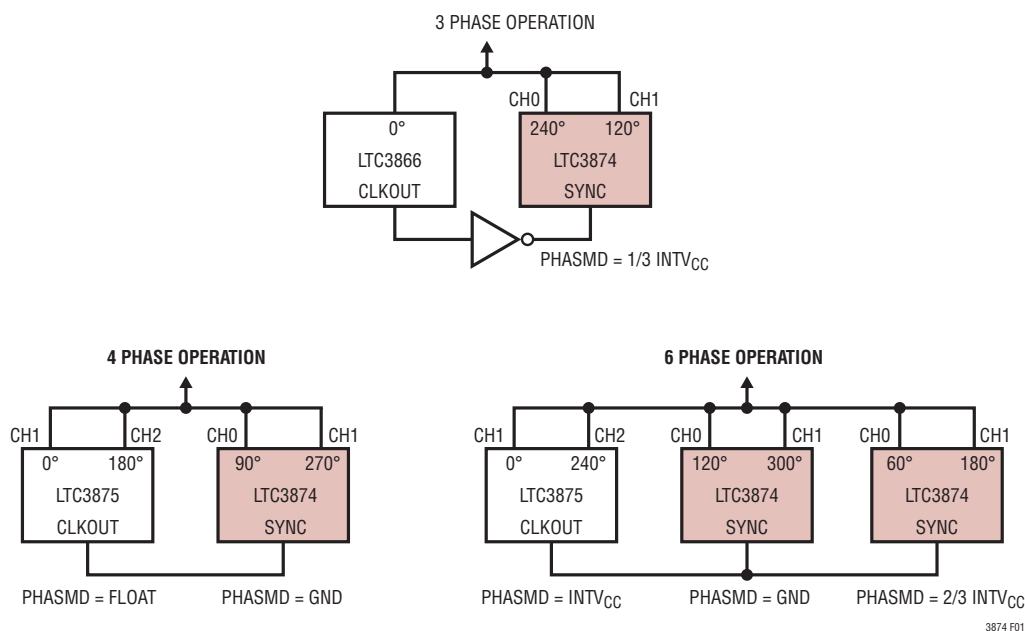 3 PHASE OPERATION
CH0 CH1
0°
LTC3866
CLKOUT
240° 120°
LTC3874
SYNC
PHASMD = 1/3 INTVCC
4 PHASE OPERATION
CH1 CH2 CH0 CH1
0° 180°
LTC3875
CLKOUT
90° 270°
LTC3874
SYNC
PHASMD = FLOAT PHASMD = GND
6 PHASE OPERATION
CH1 CH2 CH0 CH1 CH0 CH1
0° 240°
LTC3875
CLKOUT
120° 300°
LTC3874
SYNC
60° 180°
LTC3874
SYNC
PHASMD = INTVCC PHASMD = GND PHASMD = 2/3 INTVCC
3874 F01